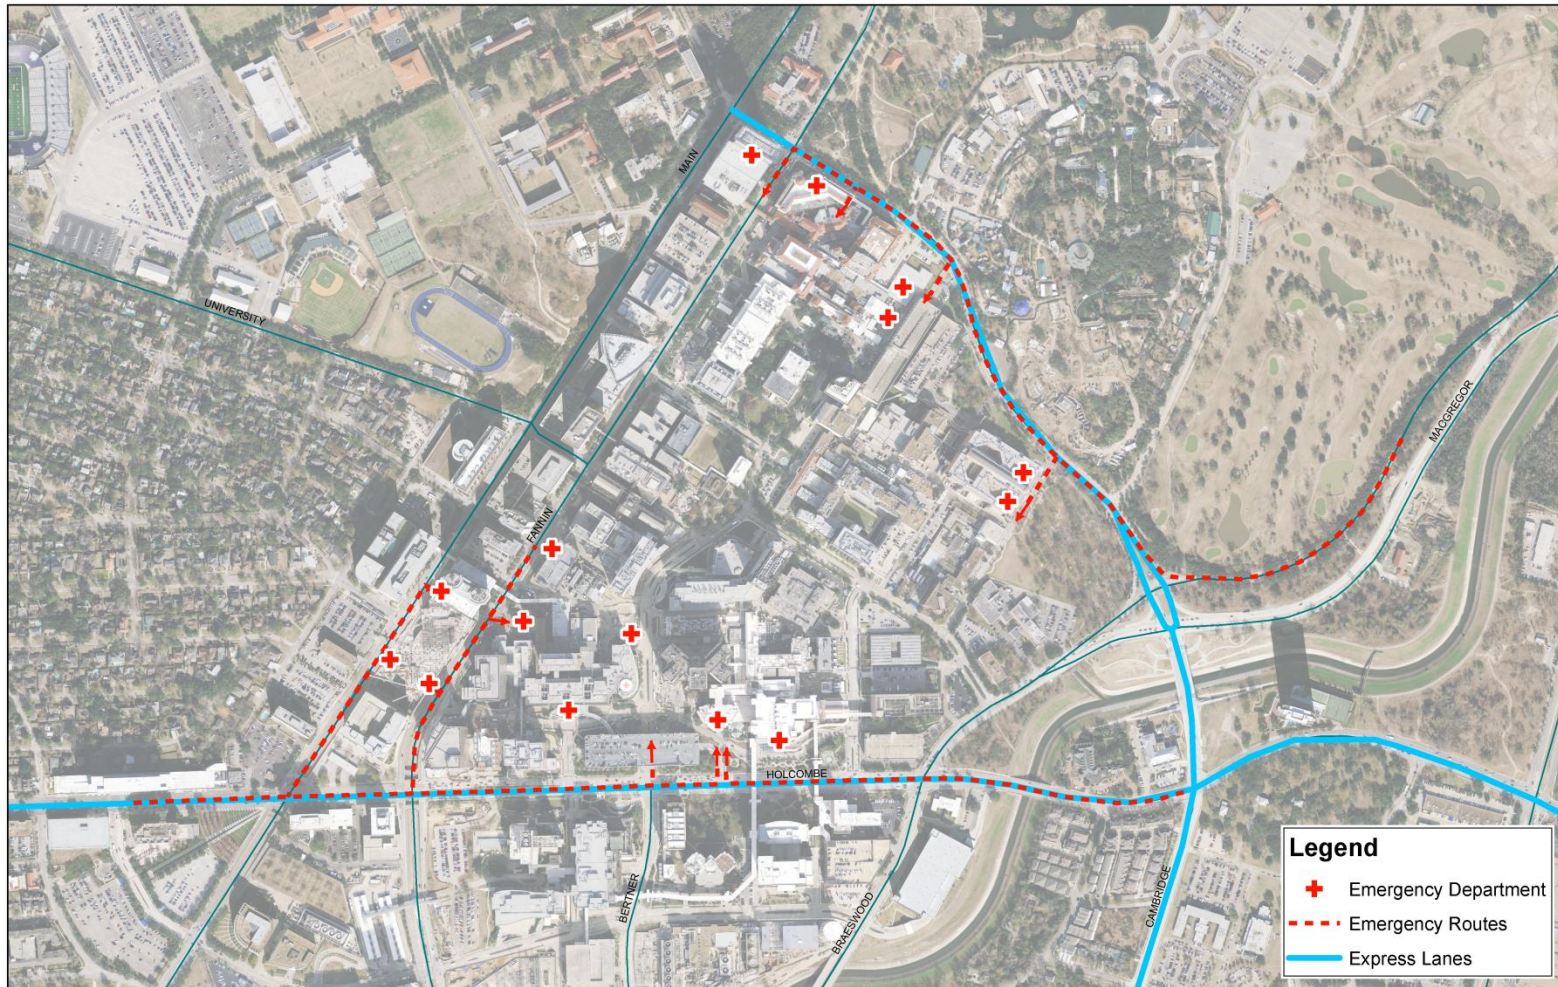 MAIN
UNIVERSITY
MACGREGOR
FANNIN
HOLCOMBE
BERTNER
BRAESWOOD
CAMBRIDGE
Legend
Emergency Department
Emergency Routes
Express Lanes